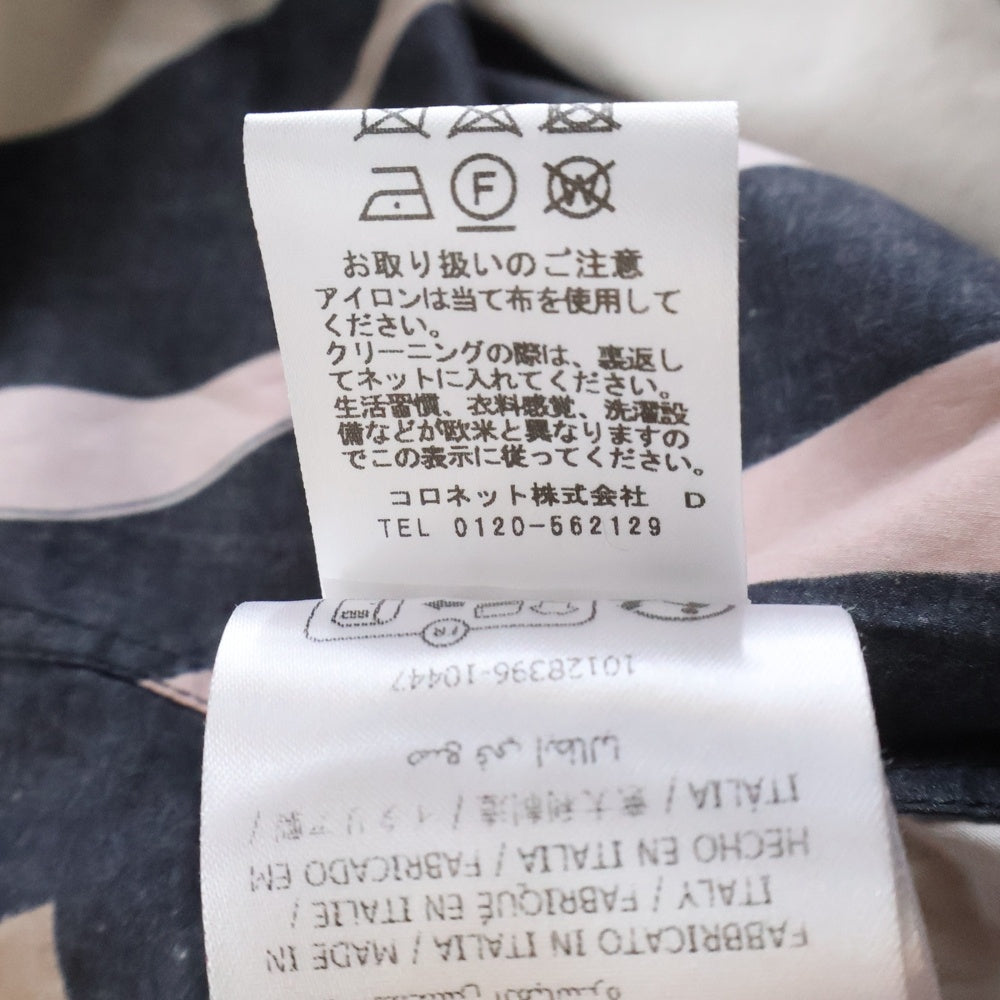 F
W
お取り扱いのご注意
アイロンは当て布を使用して
ください。
クリーニングの際は、裏返し
てネットに入れてください。
生活習慣、衣料感覚、洗濯設
備などが欧米と異なりますの
でこの表示に従ってください。
コロネット株式会社 D
TEL 0120-562129
FR
10128396-10447
صنع في إيطاليا
ITÁLIA / 意大利制造 / イタリア製 /
HECHO EN ITALIA / FABRICADO EM
ITALY / FABRIQUÉ EN ITALIE /
FABBRICATO IN ITALIA / MADE IN